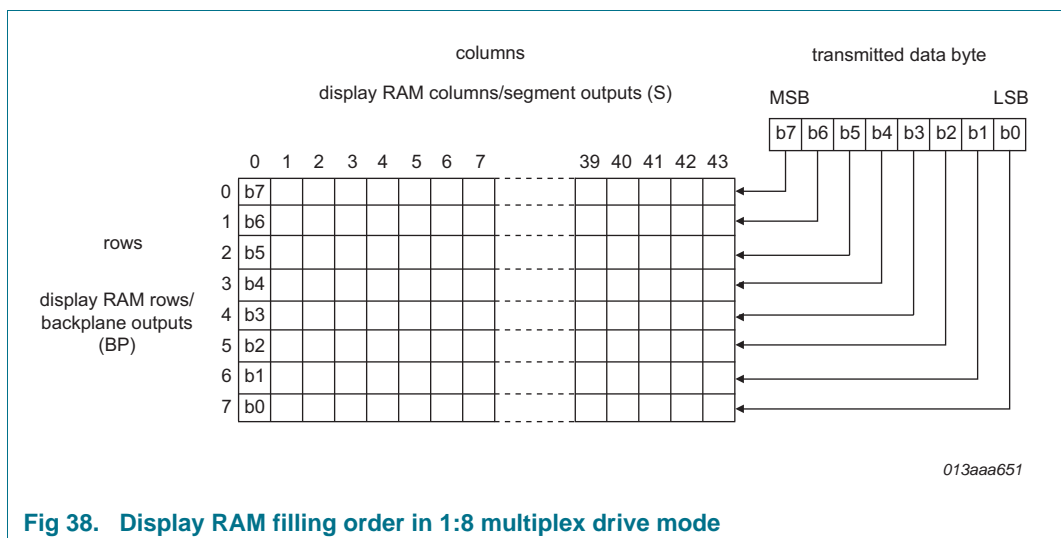 columns
transmitted data byte
display RAM columns/segment outputs (S)
MSB LSB
b7 b6 b5 b4 b3 b2 b1 b0
0 1 2 3 4 5 6 7 39 40 41 42 43
0 b7
1 b6
rows
2 b5
3 b4
display RAM rows/
backplane outputs
(BP)
4 b3
5 b2
6 b1
7 b0
013aaa651
Fig 38. Display RAM filling order in 1:8 multiplex drive mode